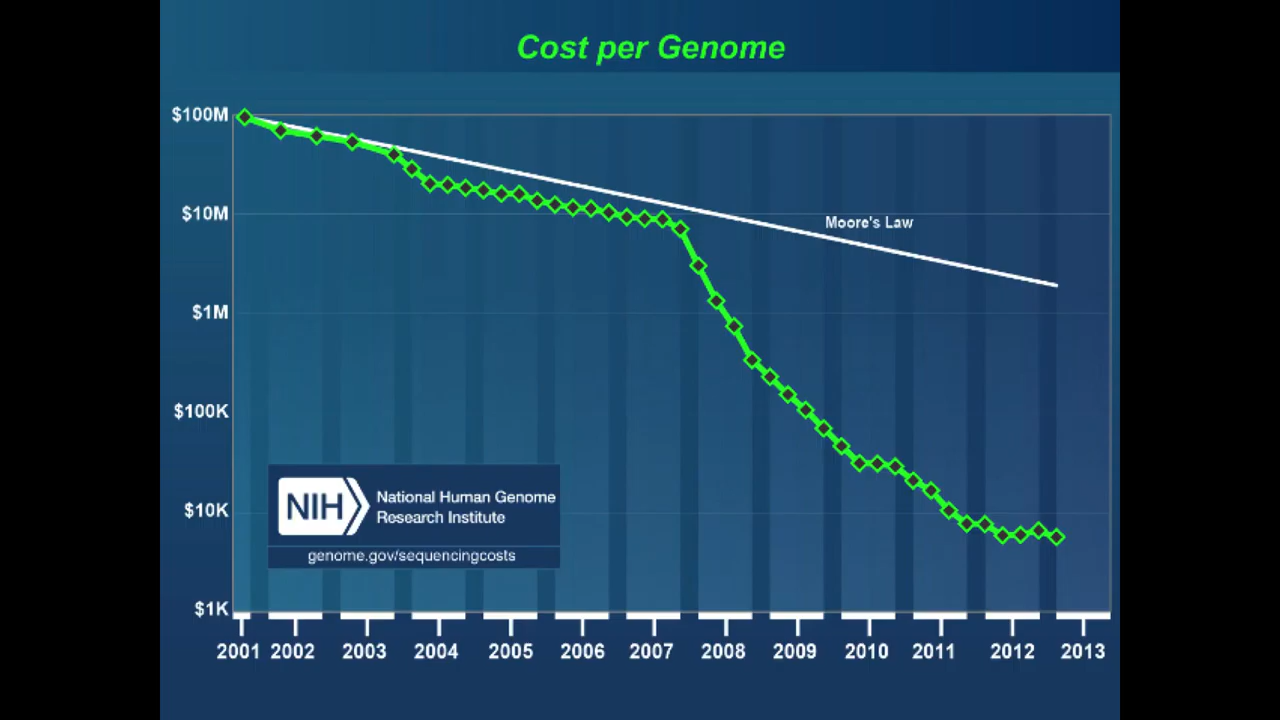 Cost per Genome
$100M
$10M
Moore's Law
$1M
$100K
$10K
$1K
NIH
National Human Genome
Research Institute
genome.gov/sequencingcosts
2001 2002 2003 2004 2005 2006 2007 2008 2009 2010 2011 2012 2013